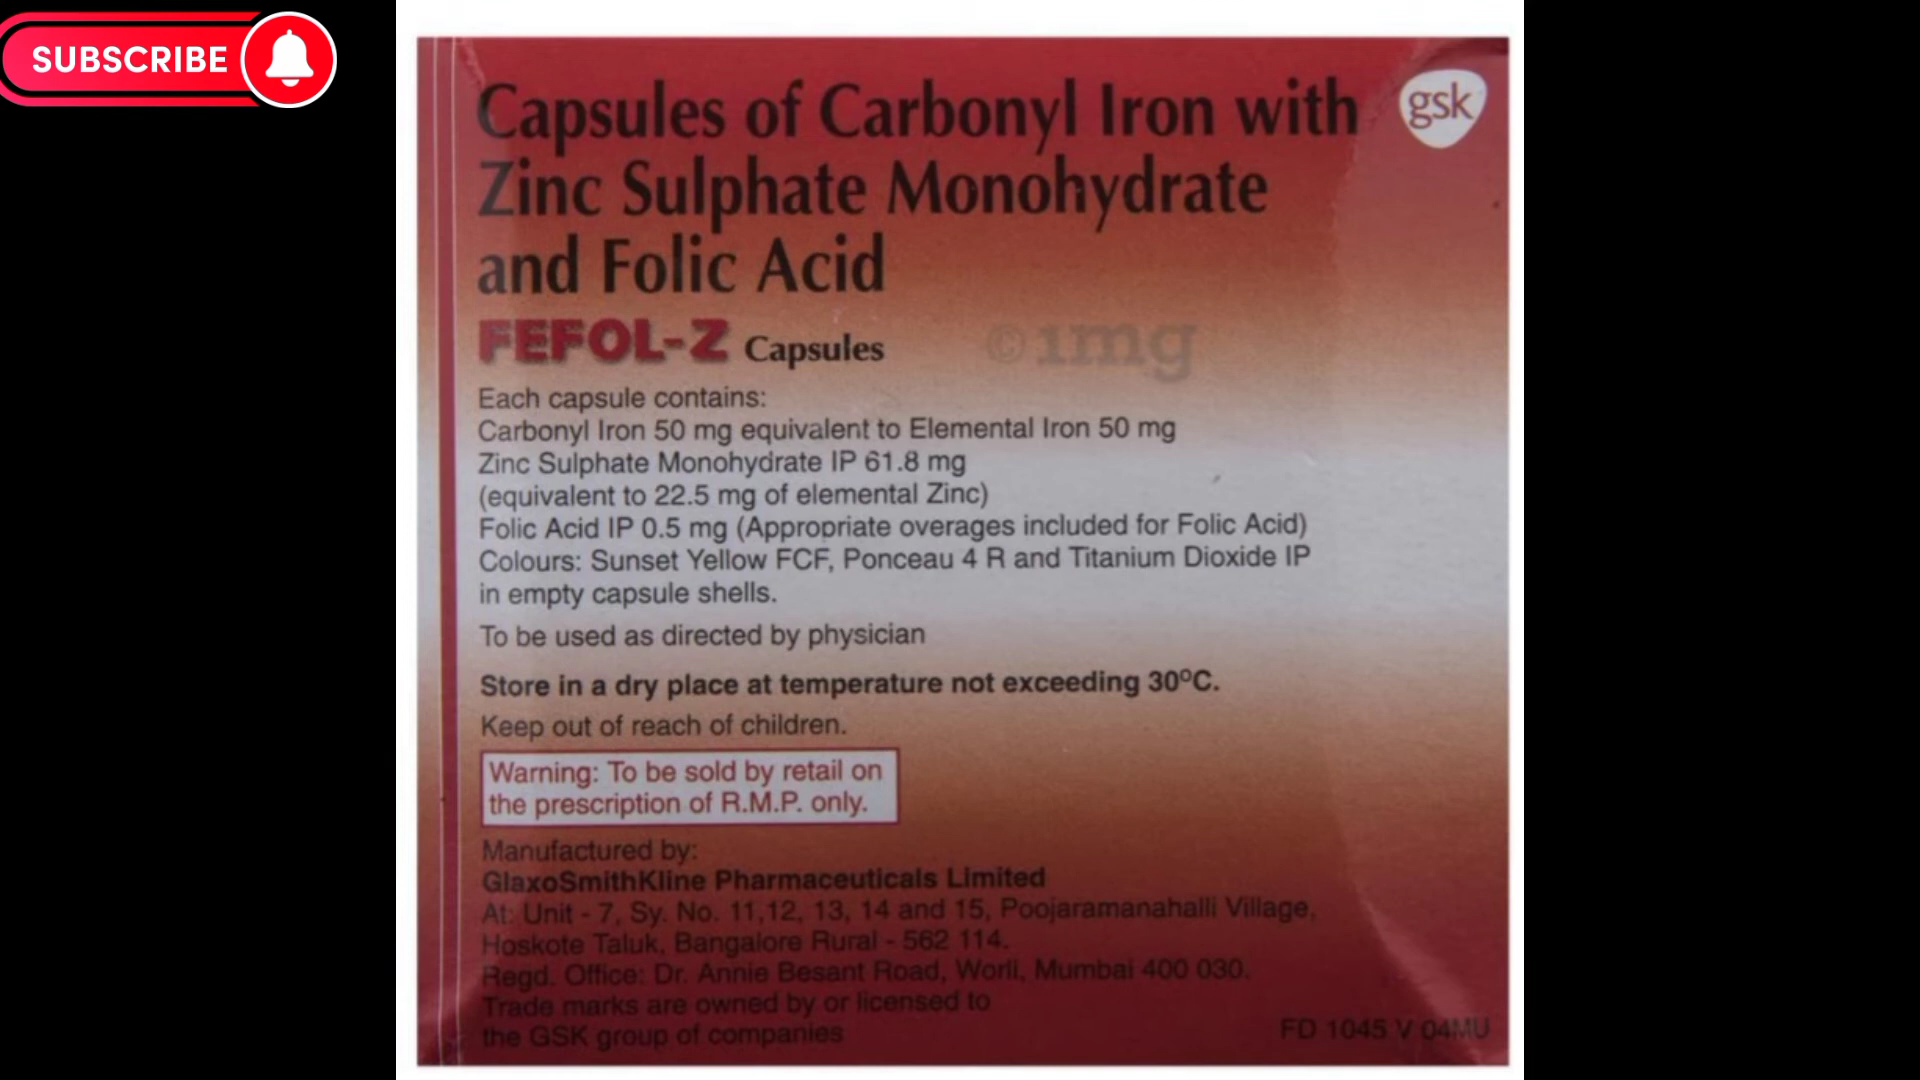 SUBSCRIBE
Capsules of Carbonyl Iron with
gsk
Zinc Sulphate Monohydrate
and Folic Acid
FEFOL-Z Capsules
©1mg
Each capsule contains:
Carbonyl Iron 50 mg equivalent to Elemental Iron 50 mg
Zinc Sulphate Monohydrate IP 61.8 mg
(equivalent to 22.5 mg of elemental Zinc)
Folic Acid IP 0.5 mg (Appropriate overages included for Folic Acid)
Colours: Sunset Yellow FCF, Ponceau 4 R and Titanium Dioxide IP
in empty capsule shells.
To be used as directed by physician
Store in a dry place at temperature not exceeding 30°C.
Keep out of reach of children.
Warning: To be sold by retail on
the prescription of R.M.P. only.
Manufactured by:
GlaxoSmithKline Pharmaceuticals Limited
At: Unit - 7, Sy. No. 11,12, 13, 14 and 15, Poojaramanahalli Village,
Hoskote Taluk, Bangalore Rural - 562 114.
Regd. Office: Dr. Annie Besant Road, Worli, Mumbai 400 030.
Trade marks are owned by or licensed to
the GSK group of companies
FD 1045 V 04MU